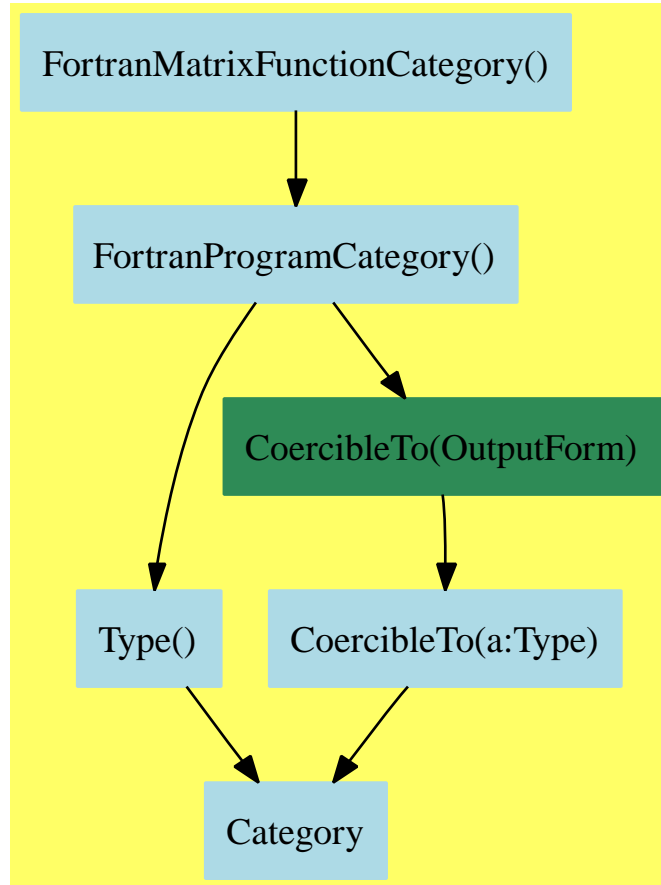 FortranMatrixFunctionCategory()
FortranProgramCategory()
CoercibleTo(OutputForm)
Type()
CoercibleTo(a:Type)
Category